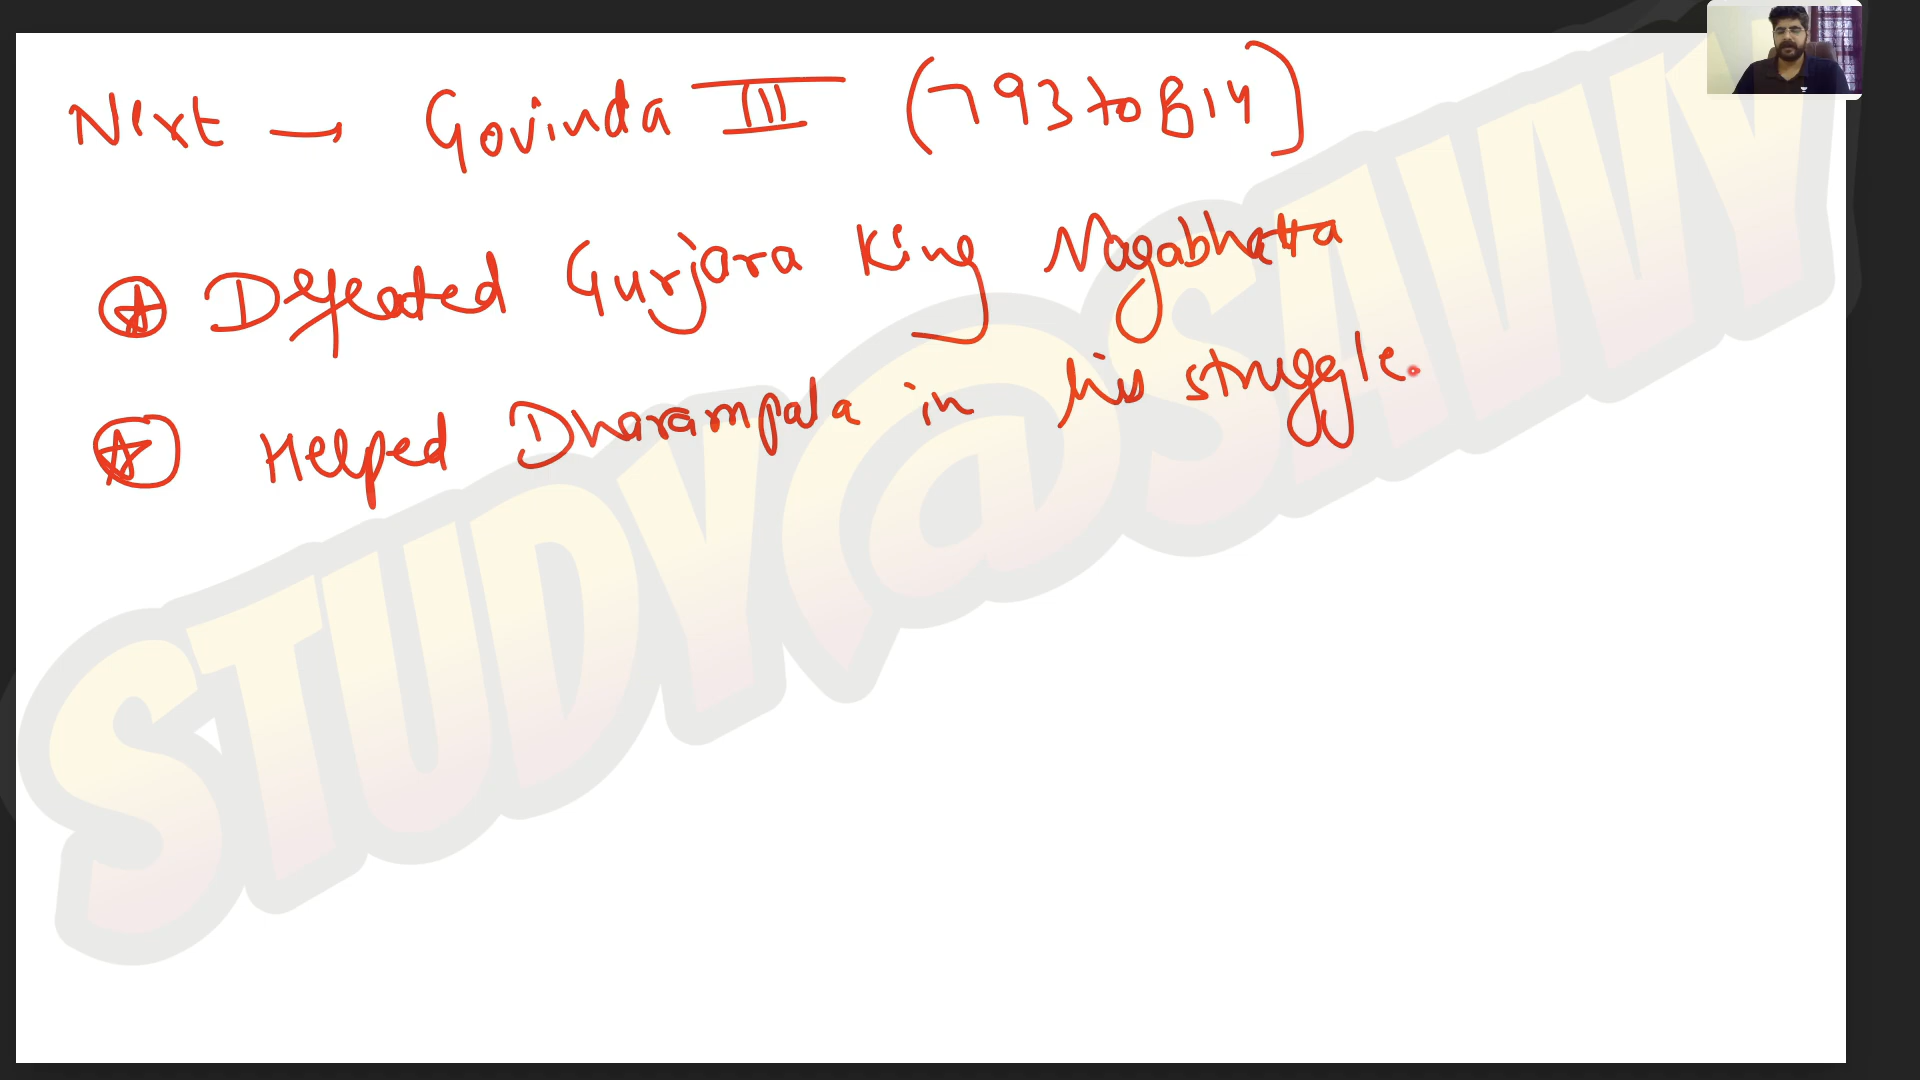 Next → Govinda III (793 to 814)
Defeated Gurjara King Nagabhatta
Helped Dharampala in his struggle.
STUDY@SAVVY